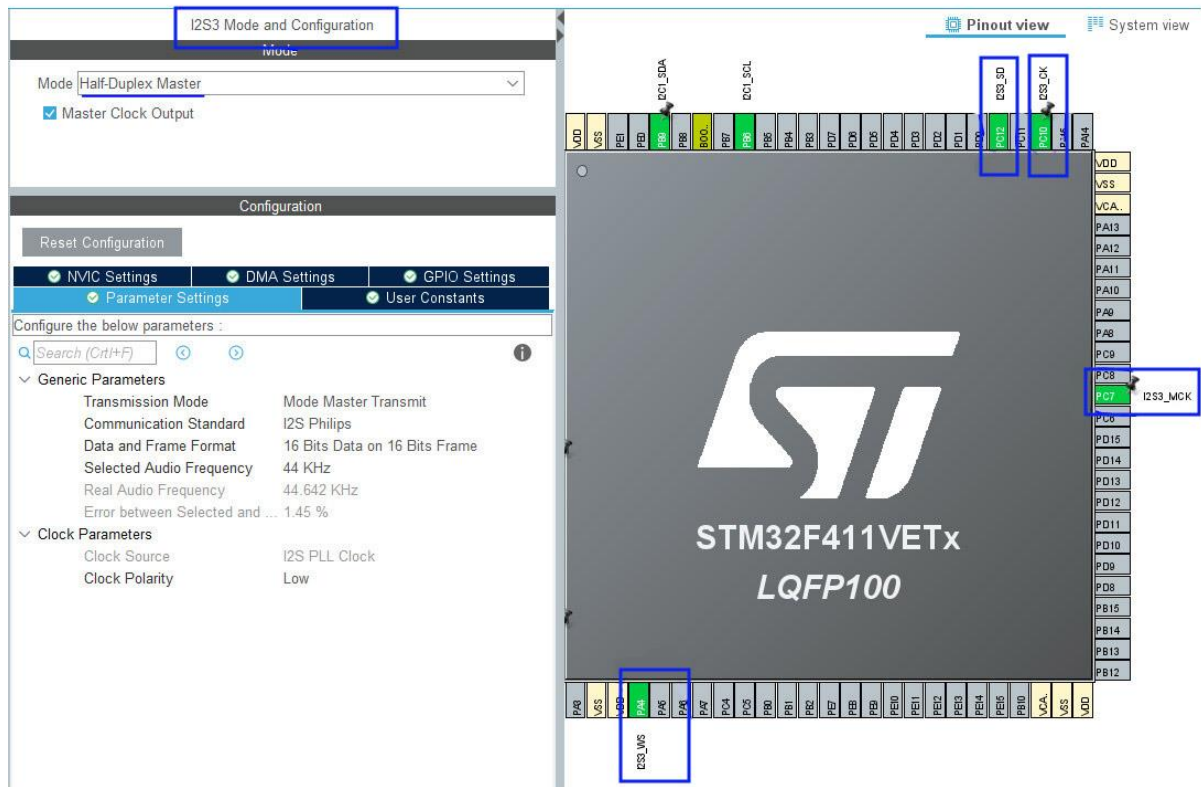 I2S3 Mode and Configuration
Mode
Mode Half-Duplex Master
Master Clock Output
Configuration
Reset Configuration
NVIC Settings
DMA Settings
GPIO Settings
Parameter Settings
User Constants
Configure the below parameters :
Search (Crtl+F)
Generic Parameters
Transmission Mode Mode Master Transmit
Communication Standard I2S Philips
Data and Frame Format 16 Bits Data on 16 Bits Frame
Selected Audio Frequency 44 KHz
Real Audio Frequency 44.642 KHz
Error between Selected and ... 1.45 %
Clock Parameters
Clock Source I2S PLL Clock
Clock Polarity Low
Pinout view
System view
I2C1_SDA
I2C1_SCL
I2S3_SD
I2S3_CK
VDD
VSS
PE1
PE0
PB9
PB8
BOO..
PB7
PB6
PB5
PB4
PB3
PD7
PD6
PD5
PD4
PD3
PD2
PD1
PD0
PC12
PC11
PC10
PA15
PA14
VDD
VSS
VCA..
PA13
PA12
PA11
PA10
PA9
PA8
PC9
PC8
PC7 I2S3_MCK
PC6
PD15
PD14
PD13
PD12
PD11
PD10
PD9
PD8
PB15
PB14
PB13
PB12
ST
STM32F411VETx
LQFP100
PA3
VSS
VDD
PA4
PA5
PA6
PA7
PC4
PC5
PB0
PB1
PB2
PE7
PE8
PE9
PE10
PE11
PE12
PE13
PE14
PE15
PB10
VCA..
VSS
VDD
I2S3_WS